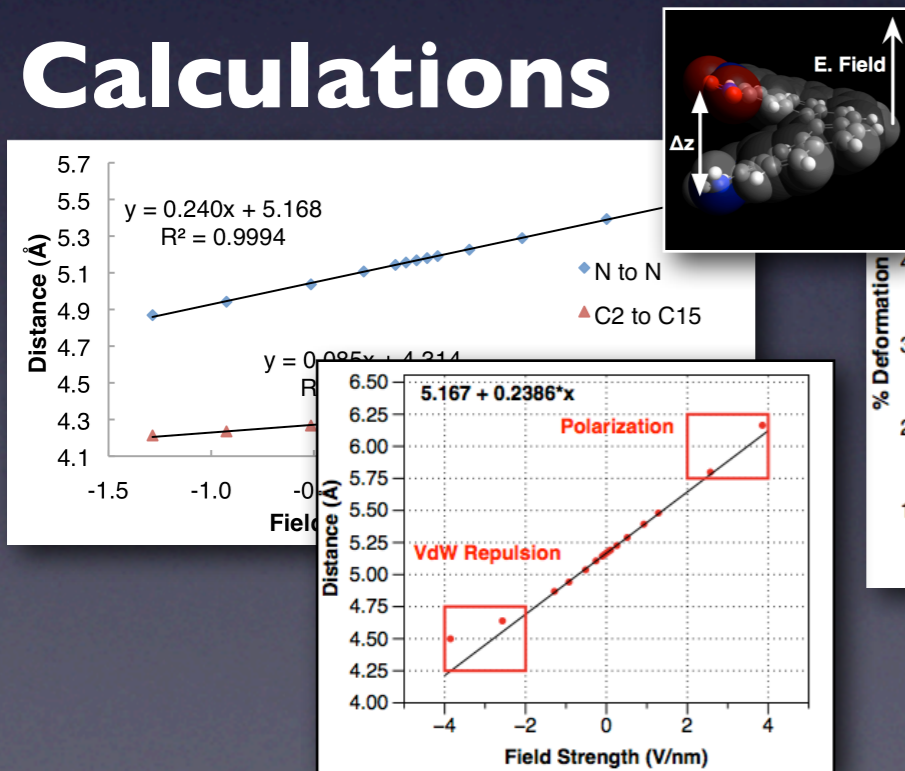 Calculations
E. Field
Δz
5.7
5.5
5.3
5.1
4.9
4.7
4.5
4.3
4.1
Distance (Å)
y = 0.240x + 5.168
R² = 0.9994
N to N
C2 to C15
-1.5
-1.0
% Deformation
6.50
6.25
6.00
5.75
5.50
5.25
5.00
4.75
4.50
4.25
4.00
Distance (Å)
5.167 + 0.2386*x
Polarization
VdW Repulsion
−4
−2
0
2
4
Field Strength (V/nm)